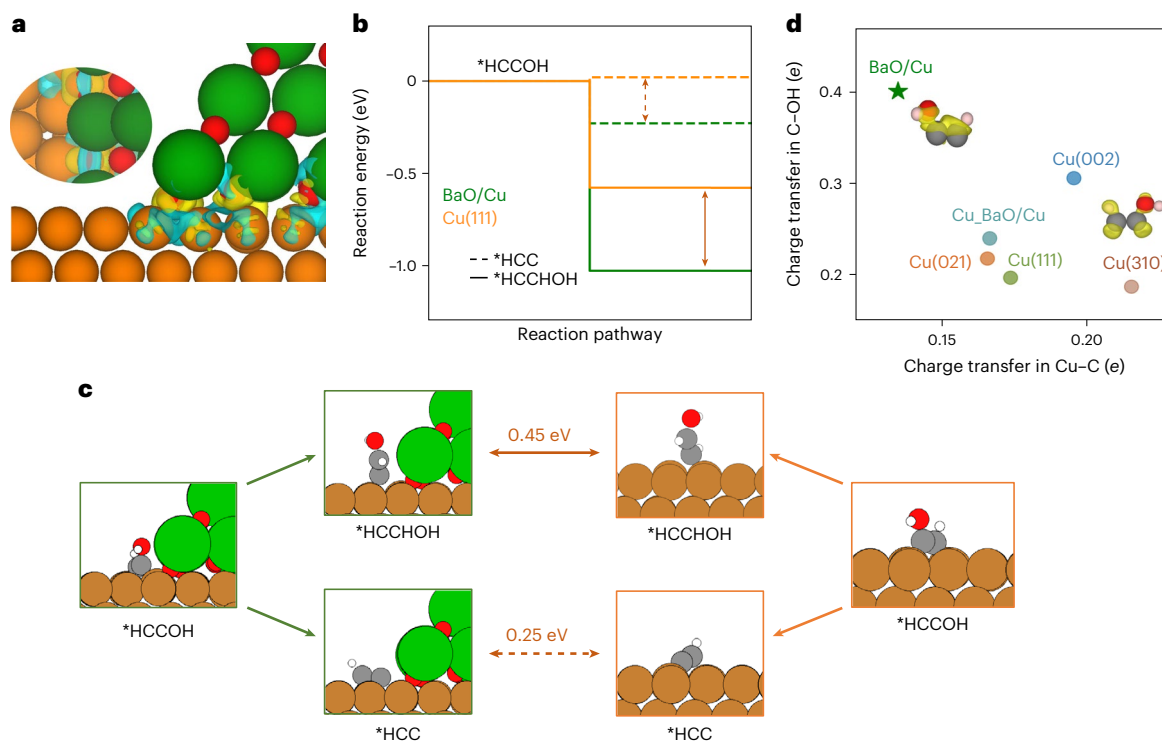 a
b
Reaction energy (eV)
0
−0.5
−1.0
*HCCOH
BaO/Cu
Cu(111)
*HCC
*HCCHOH
Reaction pathway
d
Charge transfer in C–OH (e)
0.4
0.3
0.2
BaO/Cu
Cu(002)
Cu_BaO/Cu
Cu(021)
Cu(111)
Cu(310)
0.15
0.20
Charge transfer in Cu–C (e)
c
0.45 eV
*HCCHOH
*HCCHOH
*HCCOH
*HCCOH
0.25 eV
*HCC
*HCC